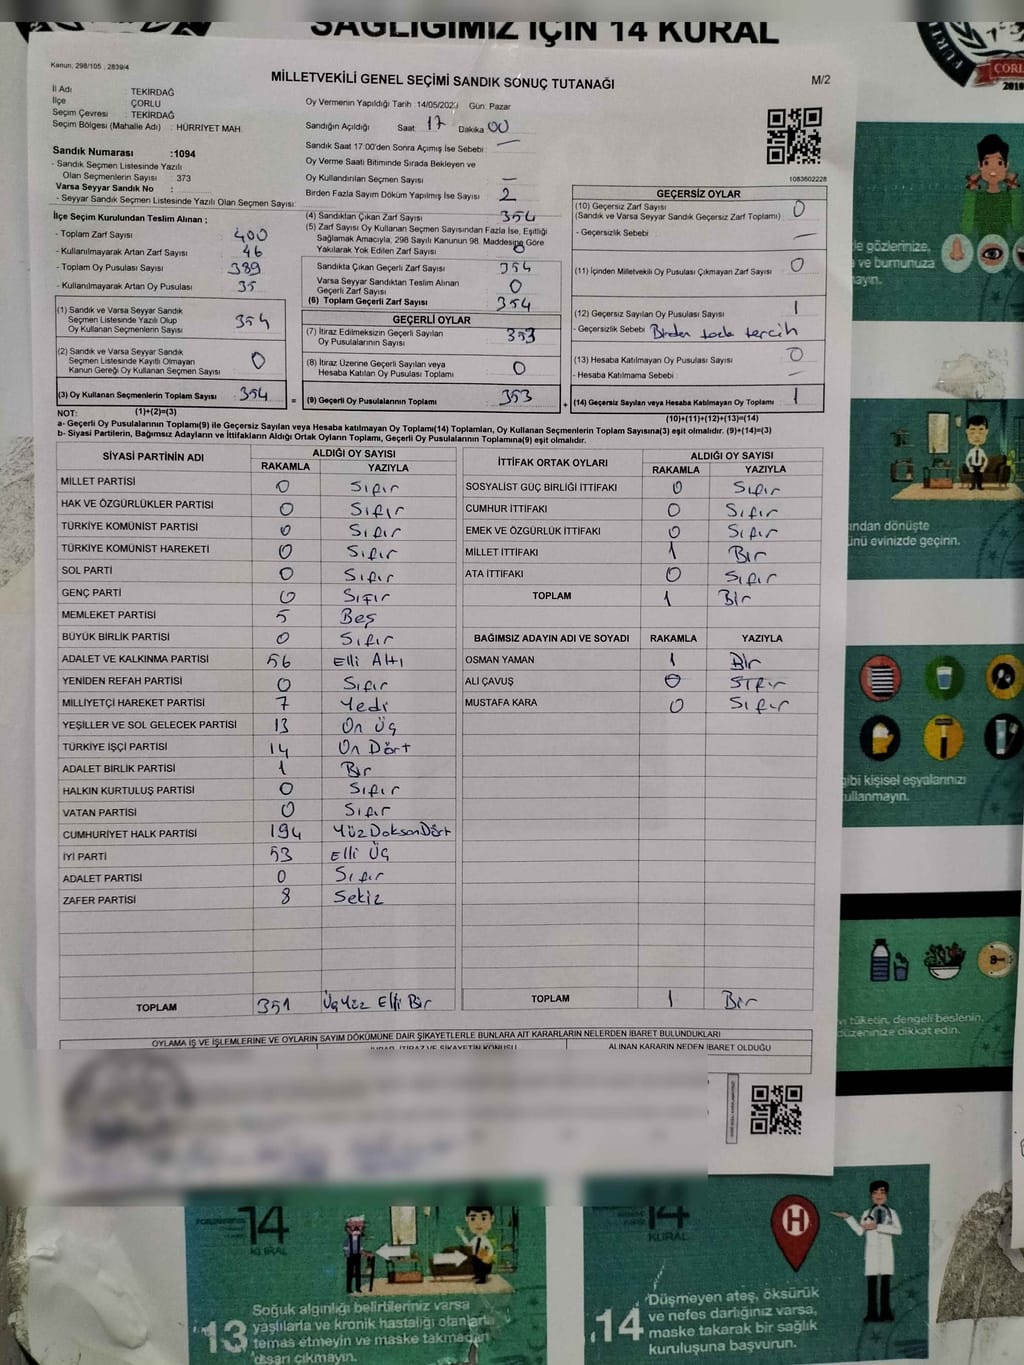 SAĞLIĞIMIZ İÇİN 14 KURAL
Kanun; 298/105 , 2839/4
MİLLETVEKİLİ GENEL SEÇİMİ SANDIK SONUÇ TUTANAĞI
M/2
İl Adı TEKİRDAĞ
İlçe ÇORLU
Seçim Çevresi : TEKİRDAĞ
Seçim Bölgesi (Mahalle Adı) : HÜRRİYET MAH.
Oy Vermenin Yapıldığı Tarih : 14/05/2023 Gün: Pazar
Sandığın Açıldığı Saat 17 Dakika 00
Sandık Saat 17:00'den Sonra Açımış İse Sebebi : —
Oy Verme Saati Bitiminde Sırada Bekleyen ve
Oy Kullandırılan Seçmen Sayısı —
Birden Fazla Sayım Döküm Yapılmış İse Sayısı 2
Sandık Numarası :1094
- Sandık Seçmen Listesinde Yazılı
Olan Seçmenlerin Sayısı 373
Varsa Seyyar Sandık No :
- Seyyar Sandık Seçmen Listesinde Yazılı Olan Seçmen Sayısı:
İlçe Seçim Kurulundan Teslim Alınan ;
- Toplam Zarf Sayısı 400
- Kullanılmayarak Artan Zarf Sayısı 46
- Toplam Oy Pusulası Sayısı 389
- Kullanılmayarak Artan Oy Pusulası 35
(1) Sandık ve Varsa Seyyar Sandık
Seçmen Listesinde Yazılı Olup
Oy Kullanan Seçmenlerin Sayısı 354
(2) Sandık ve Varsa Seyyar Sandık
Seçmen Listesinde Kayıtlı Olmayan
Kanun Gereği Oy Kullanan Seçmen Sayısı 0
(3) Oy Kullanan Seçmenlerin Toplam Sayısı 354
(4) Sandıktan Çıkan Zarf Sayısı 354
(5) Zarf Sayısı Oy Kullanan Seçmen Sayısından Fazla İse, Eşitliği
Sağlamak Amacıyla, 298 Sayılı Kanunun 98. Maddesine Göre
Yakılarak Yok Edilen Zarf Sayısı 0
Sandıkta Çıkan Geçerli Zarf Sayısı 354
Varsa Seyyar Sandıktan Teslim Alınan
Geçerli Zarf Sayısı 0
(6) Toplam Geçerli Zarf Sayısı 354
GEÇERLİ OYLAR
(7) İtiraz Edilmeksizin Geçerli Sayılan
Oy Pusulalarının Sayısı 353
(8) İtiraz Üzerine Geçerli Sayılan veya
Hesaba Katılan Oy Pusulası Toplamı 0
= (9) Geçerli Oy Pusulalarının Toplamı 353
1083602228
GEÇERSİZ OYLAR
(10) Geçersiz Zarf Sayısı 0
(Sandık ve Varsa Seyyar Sandık Geçersiz Zarf Toplamı)
- Geçersizlik Sebebi : —
(11) İçinden Milletvekili Oy Pusulası Çıkmayan Zarf Sayısı 0
(12) Geçersiz Sayılan Oy Pusulası Sayısı 1
- Geçersizlik Sebebi Birden fazla tercih
(13) Hesaba Katılmayan Oy Pusulası Sayısı 0
- Hesaba Katılmama Sebebi : —
+ (14) Geçersiz Sayılan veya Hesaba Katılmayan Oy Toplamı 1
NOT: (1)+(2)=(3)
(10)+(11)+(12)+(13)=(14)
a- Geçerli Oy Pusulalarının Toplamı(9) ile Geçersiz Sayılan veya Hesaba katılmayan Oy Toplamı(14) Toplamları, Oy Kullanan Seçmenlerin Toplam Sayısına(3) eşit olmalıdır. (9)+(14)=(3)
b- Siyasi Partilerin, Bağımsız Adayların ve İttifakların Aldığı Ortak Oyların Toplamı, Geçerli Oy Pusulalarının Toplamına(9) eşit olmalıdır.
SİYASİ PARTİNİN ADI ALDIĞI OY SAYISI
RAKAMLA YAZIYLA
MİLLET PARTİSİ 0 Sıfır
HAK VE ÖZGÜRLÜKLER PARTİSİ 0 Sıfır
TÜRKİYE KOMÜNİST PARTİSİ 0 Sıfır
TÜRKİYE KOMÜNİST HAREKETİ 0 Sıfır
SOL PARTİ 0 Sıfır
GENÇ PARTİ 0 Sıfır
MEMLEKET PARTİSİ 5 Beş
BÜYÜK BİRLİK PARTİSİ 0 Sıfır
ADALET VE KALKINMA PARTİSİ 56 Elli Altı
YENİDEN REFAH PARTİSİ 0 Sıfır
MİLLİYETÇİ HAREKET PARTİSİ 7 Yedi
YEŞİLLER VE SOL GELECEK PARTİSİ 13 On Üç
TÜRKİYE İŞÇİ PARTİSİ 14 On Dört
ADALET BİRLİK PARTİSİ 1 Bir
HALKIN KURTULUŞ PARTİSİ 0 Sıfır
VATAN PARTİSİ 0 Sıfır
CUMHURİYET HALK PARTİSİ 194 Yüz Doksan Dört
İYİ PARTİ 53 Elli Üç
ADALET PARTİSİ 0 Sıfır
ZAFER PARTİSİ 8 Sekiz
TOPLAM 351 Üç Yüz Elli Bir
İTTİFAK ORTAK OYLARI ALDIĞI OY SAYISI
RAKAMLA YAZIYLA
SOSYALİST GÜÇ BİRLİĞİ İTTİFAKI 0 Sıfır
CUMHUR İTTİFAKI 0 Sıfır
EMEK VE ÖZGÜRLÜK İTTİFAKI 0 Sıfır
MİLLET İTTİFAKI 1 Bir
ATA İTTİFAKI 0 Sıfır
TOPLAM 1 Bir
BAĞIMSIZ ADAYIN ADI VE SOYADI RAKAMLA YAZIYLA
OSMAN YAMAN 1 Bir
ALİ ÇAVUŞ 0 Sıfır
MUSTAFA KARA 0 Sıfır
TOPLAM 1 Bir
OYLAMA İŞ VE İŞLEMLERİNE VE OYLARIN SAYIM DÖKÜMÜNE DAİR ŞİKAYETLERLE BUNLARA AİT KARARLARIN NELERDEN İBARET BULUNDUKLARI
ALINAN KARARIN NEDEN İBARET OLDUĞU
ÇORLU
2010
le gözlerinize,
ve burnunuza
ayın.
ından dönüşte
ünü evinizde geçirin.
gibi kişisel eşyalarınızı
ullanmayın.
tüketin, dengeli beslenin,
düzeninize dikkat edin.
14
KURAL
13
Soğuk algınlığı belirtileriniz varsa
yaşlılarla ve kronik hastalığı olanlarla
temas etmeyin ve maske takmadan
dışarı çıkmayın.
14
KURAL
H
14
Düşmeyen ateş, öksürük
ve nefes darlığınız varsa,
maske takarak bir sağlık
kuruluşuna başvurun.